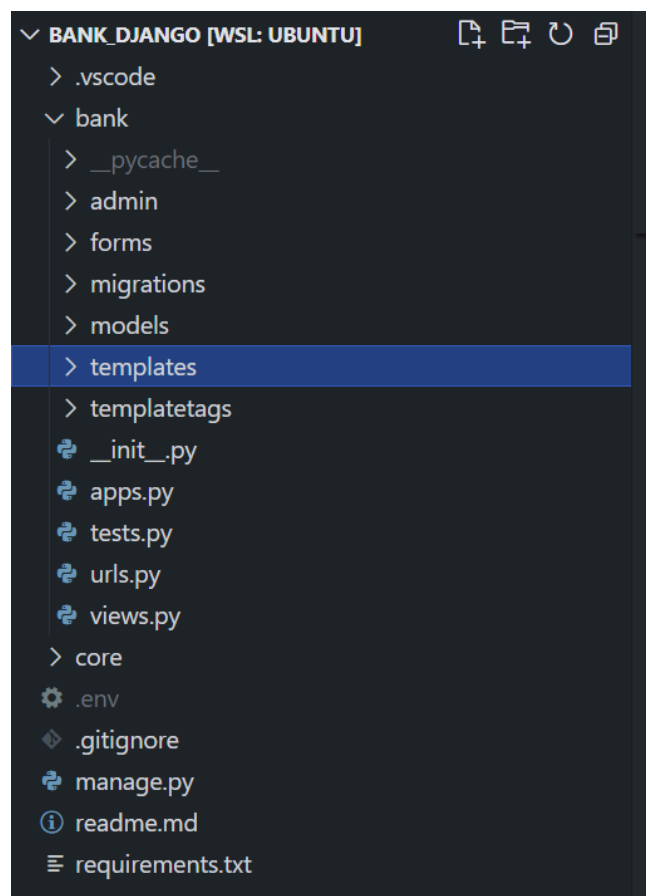 BANK_DJANGO [WSL: UBUNTU]
.vscode
bank
__pycache__
admin
forms
migrations
models
templates
templatetags
__init__.py
apps.py
tests.py
urls.py
views.py
core
.env
.gitignore
manage.py
readme.md
requirements.txt